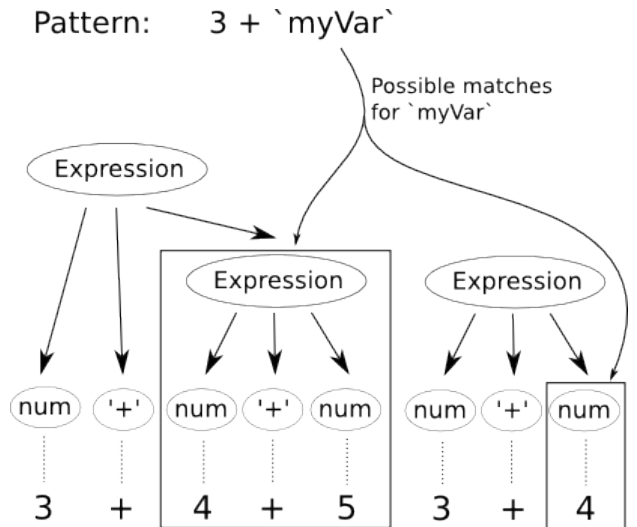 Pattern: 3 + `myVar`
Possible matches
for `myVar`
Expression
Expression Expression
num '+' num '+' num num '+' num
3 + 4 + 5 3 + 4